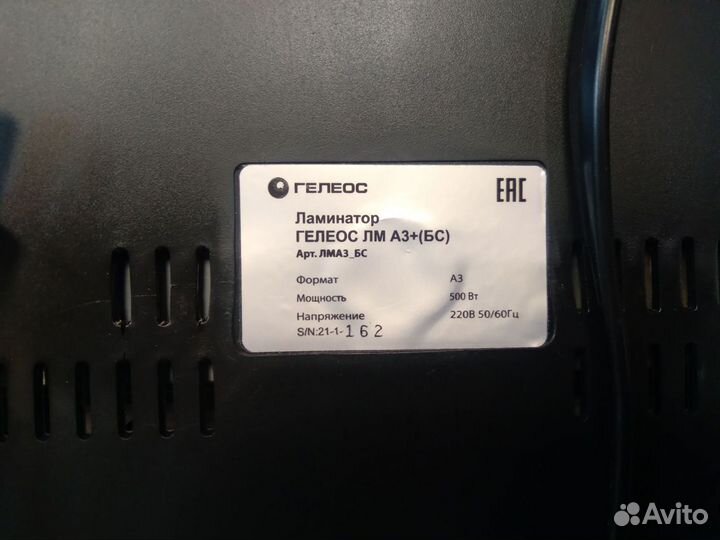 ГЕЛЕОС
EAC
Ламинатор
ГЕЛЕОС ЛМ А3+(БС)
Арт. ЛМА3_БС
Формат А3
Мощность 500 Вт
Напряжение 220В 50/60Гц
S/N:21-1-162
Avito